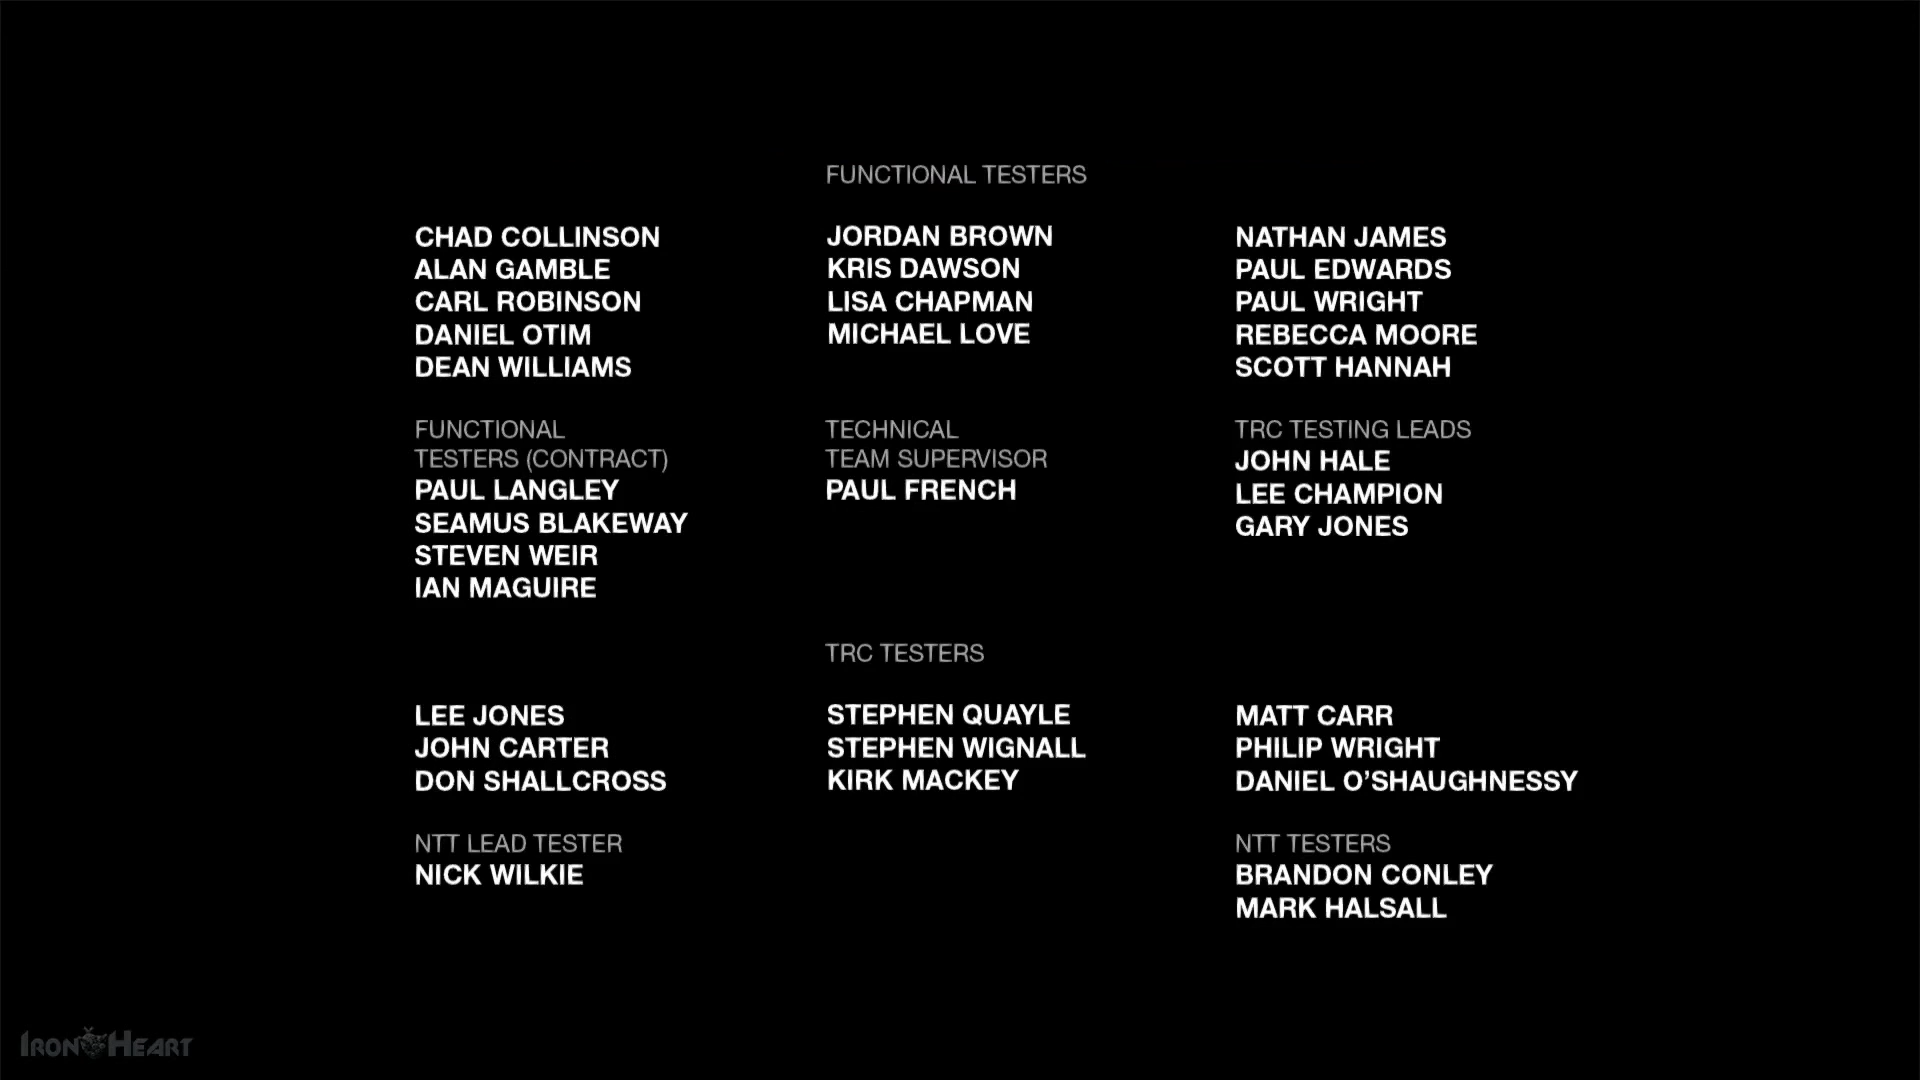 FUNCTIONAL TESTERS
CHAD COLLINSON
ALAN GAMBLE
CARL ROBINSON
DANIEL OTIM
DEAN WILLIAMS
JORDAN BROWN
KRIS DAWSON
LISA CHAPMAN
MICHAEL LOVE
NATHAN JAMES
PAUL EDWARDS
PAUL WRIGHT
REBECCA MOORE
SCOTT HANNAH
FUNCTIONAL
TESTERS (CONTRACT)
PAUL LANGLEY
SEAMUS BLAKEWAY
STEVEN WEIR
IAN MAGUIRE
TECHNICAL
TEAM SUPERVISOR
PAUL FRENCH
TRC TESTING LEADS
JOHN HALE
LEE CHAMPION
GARY JONES
TRC TESTERS
LEE JONES
JOHN CARTER
DON SHALLCROSS
STEPHEN QUAYLE
STEPHEN WIGNALL
KIRK MACKEY
MATT CARR
PHILIP WRIGHT
DANIEL O’SHAUGHNESSY
NTT LEAD TESTER
NICK WILKIE
NTT TESTERS
BRANDON CONLEY
MARK HALSALL
IRON HEART